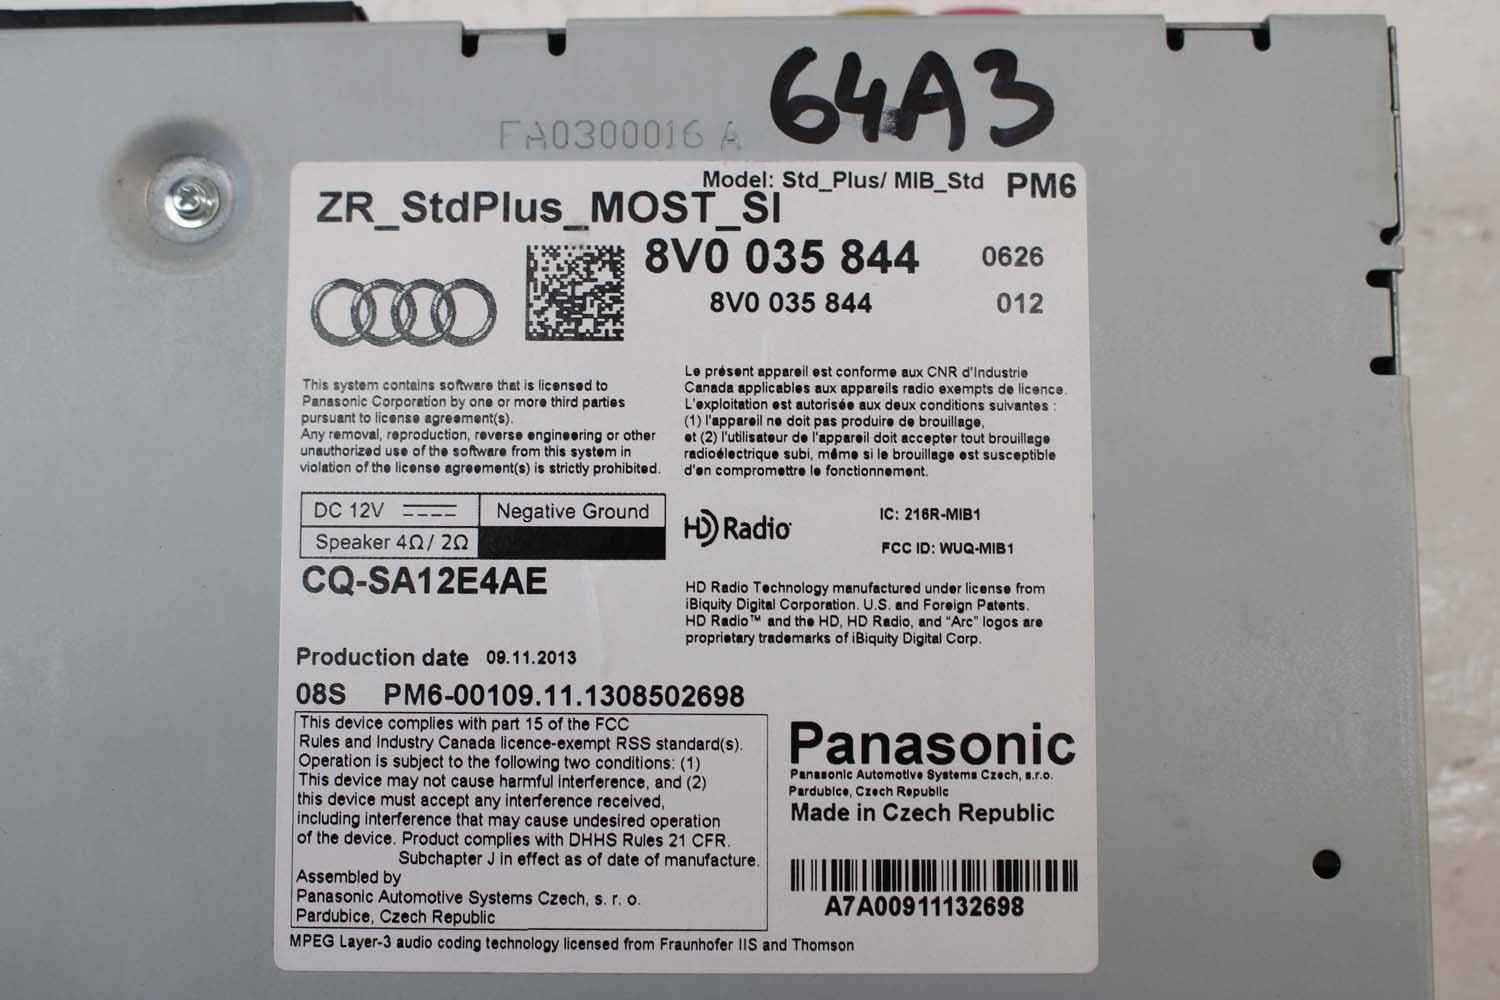 64A3
FA0300016 A
Model: Std_Plus/ MIB_Std PM6
ZR_StdPlus_MOST_SI
8V0 035 844 0626
8V0 035 844 012
This system contains software that is licensed to
Panasonic Corporation by one or more third parties
pursuant to license agreement(s).
Any removal, reproduction, reverse engineering or other
unauthorized use of the software from this system in
violation of the license agreement(s) is strictly prohibited.
Le présent appareil est conforme aux CNR d'Industrie
Canada applicables aux appareils radio exempts de licence.
L'exploitation est autorisée aux deux conditions suivantes :
(1) l'appareil ne doit pas produire de brouillage,
et (2) l'utilisateur de l'appareil doit accepter tout brouillage
radioélectrique subi, même si le brouillage est susceptible
d'en compromettre le fonctionnement.
DC 12V Negative Ground
Speaker 4Ω/ 2Ω
HD Radio
IC: 216R-MIB1
FCC ID: WUQ-MIB1
CQ-SA12E4AE
HD Radio Technology manufactured under license from
iBiquity Digital Corporation. U.S. and Foreign Patents.
HD Radio™ and the HD, HD Radio, and “Arc” logos are
proprietary trademarks of iBiquity Digital Corp.
Production date 09.11.2013
08S PM6-00109.11.1308502698
This device complies with part 15 of the FCC
Rules and Industry Canada licence-exempt RSS standard(s).
Operation is subject to the following two conditions: (1)
This device may not cause harmful interference, and (2)
this device must accept any interference received,
including interference that may cause undesired operation
of the device. Product complies with DHHS Rules 21 CFR.
Subchapter J in effect as of date of manufacture.
Assembled by
Panasonic Automotive Systems Czech, s. r. o.
Pardubice, Czech Republic
Panasonic
Panasonic Automotive Systems Czech, s.r.o.
Pardubice, Czech Republic
Made in Czech Republic
A7A00911132698
MPEG Layer-3 audio coding technology licensed from Fraunhofer IIS and Thomson